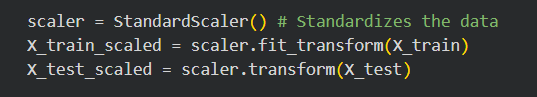 scaler = StandardScaler() # Standardizes the data
X_train_scaled = scaler.fit_transform(X_train)
X_test_scaled = scaler.transform(X_test)